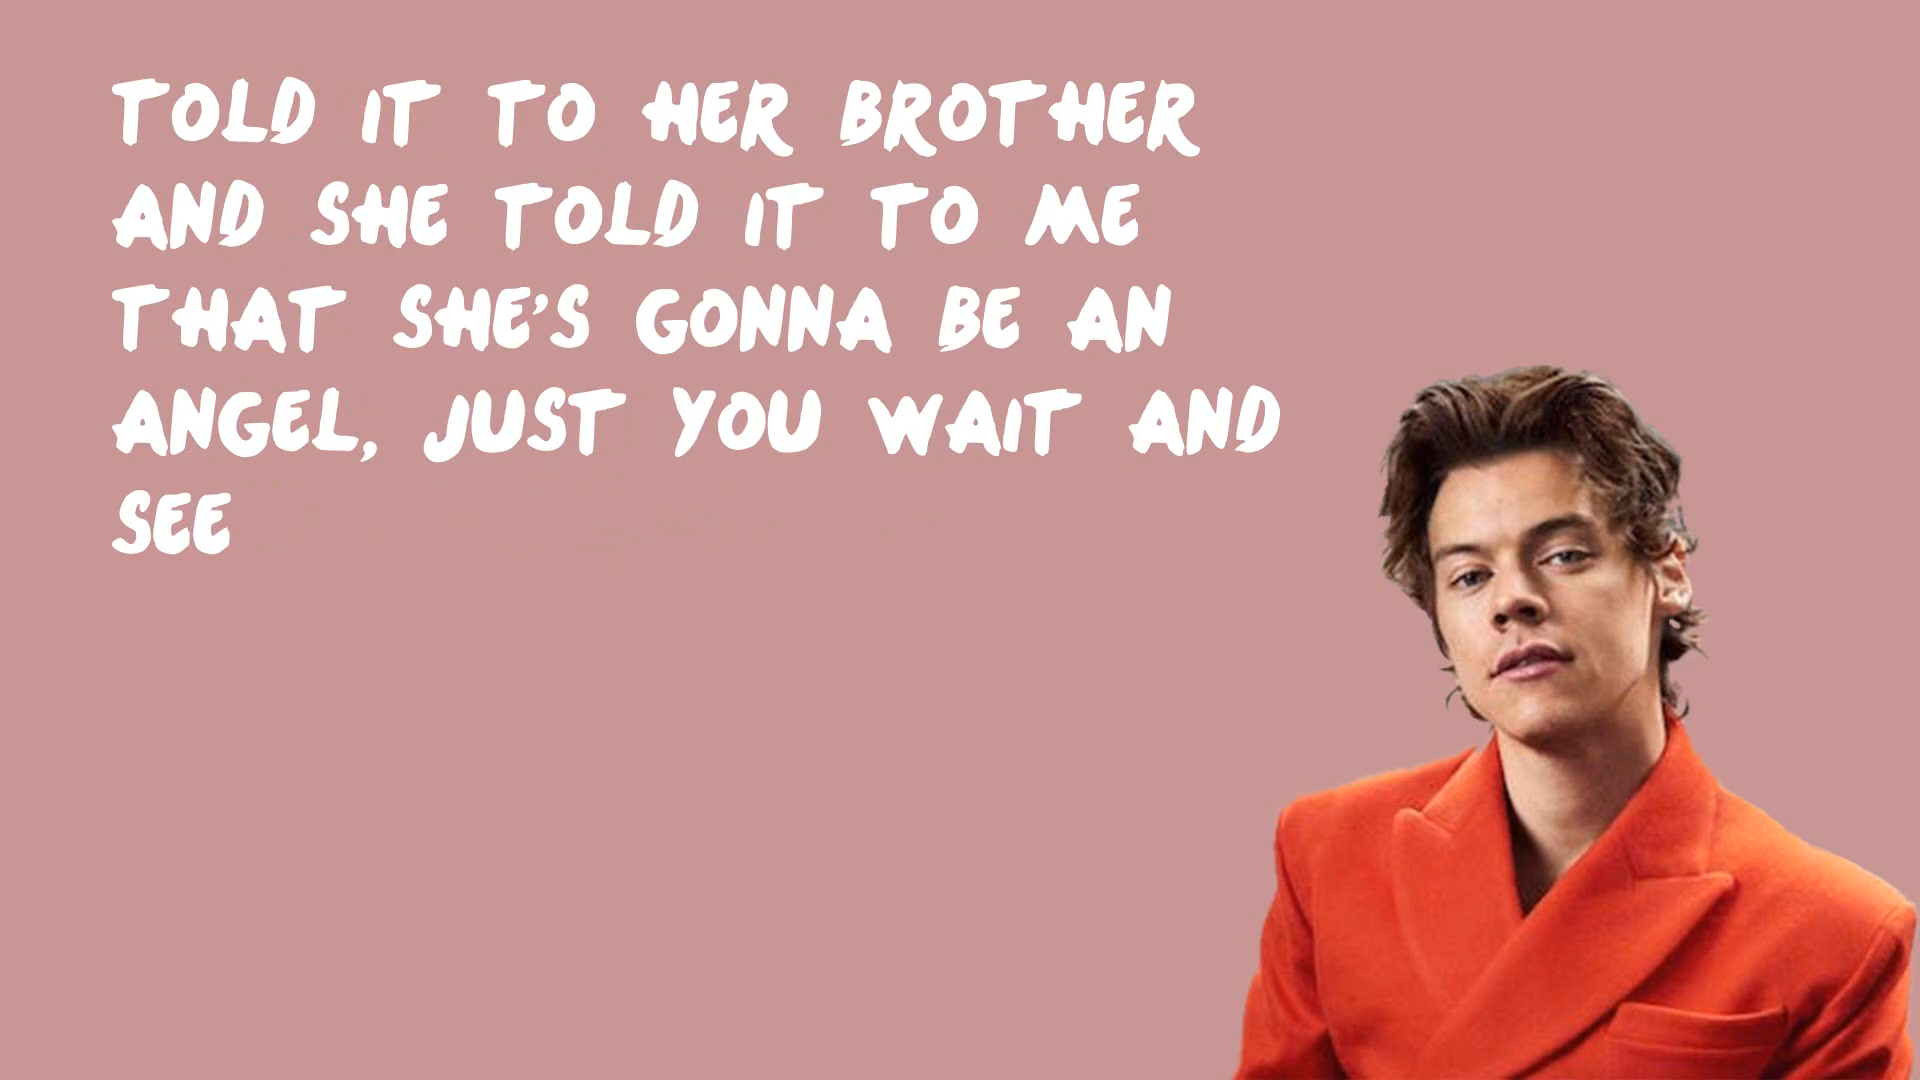 TOLD IT TO HER BROTHER
AND SHE TOLD IT TO ME
THAT SHE'S GONNA BE AN
ANGEL, JUST YOU WAIT AND
SEE